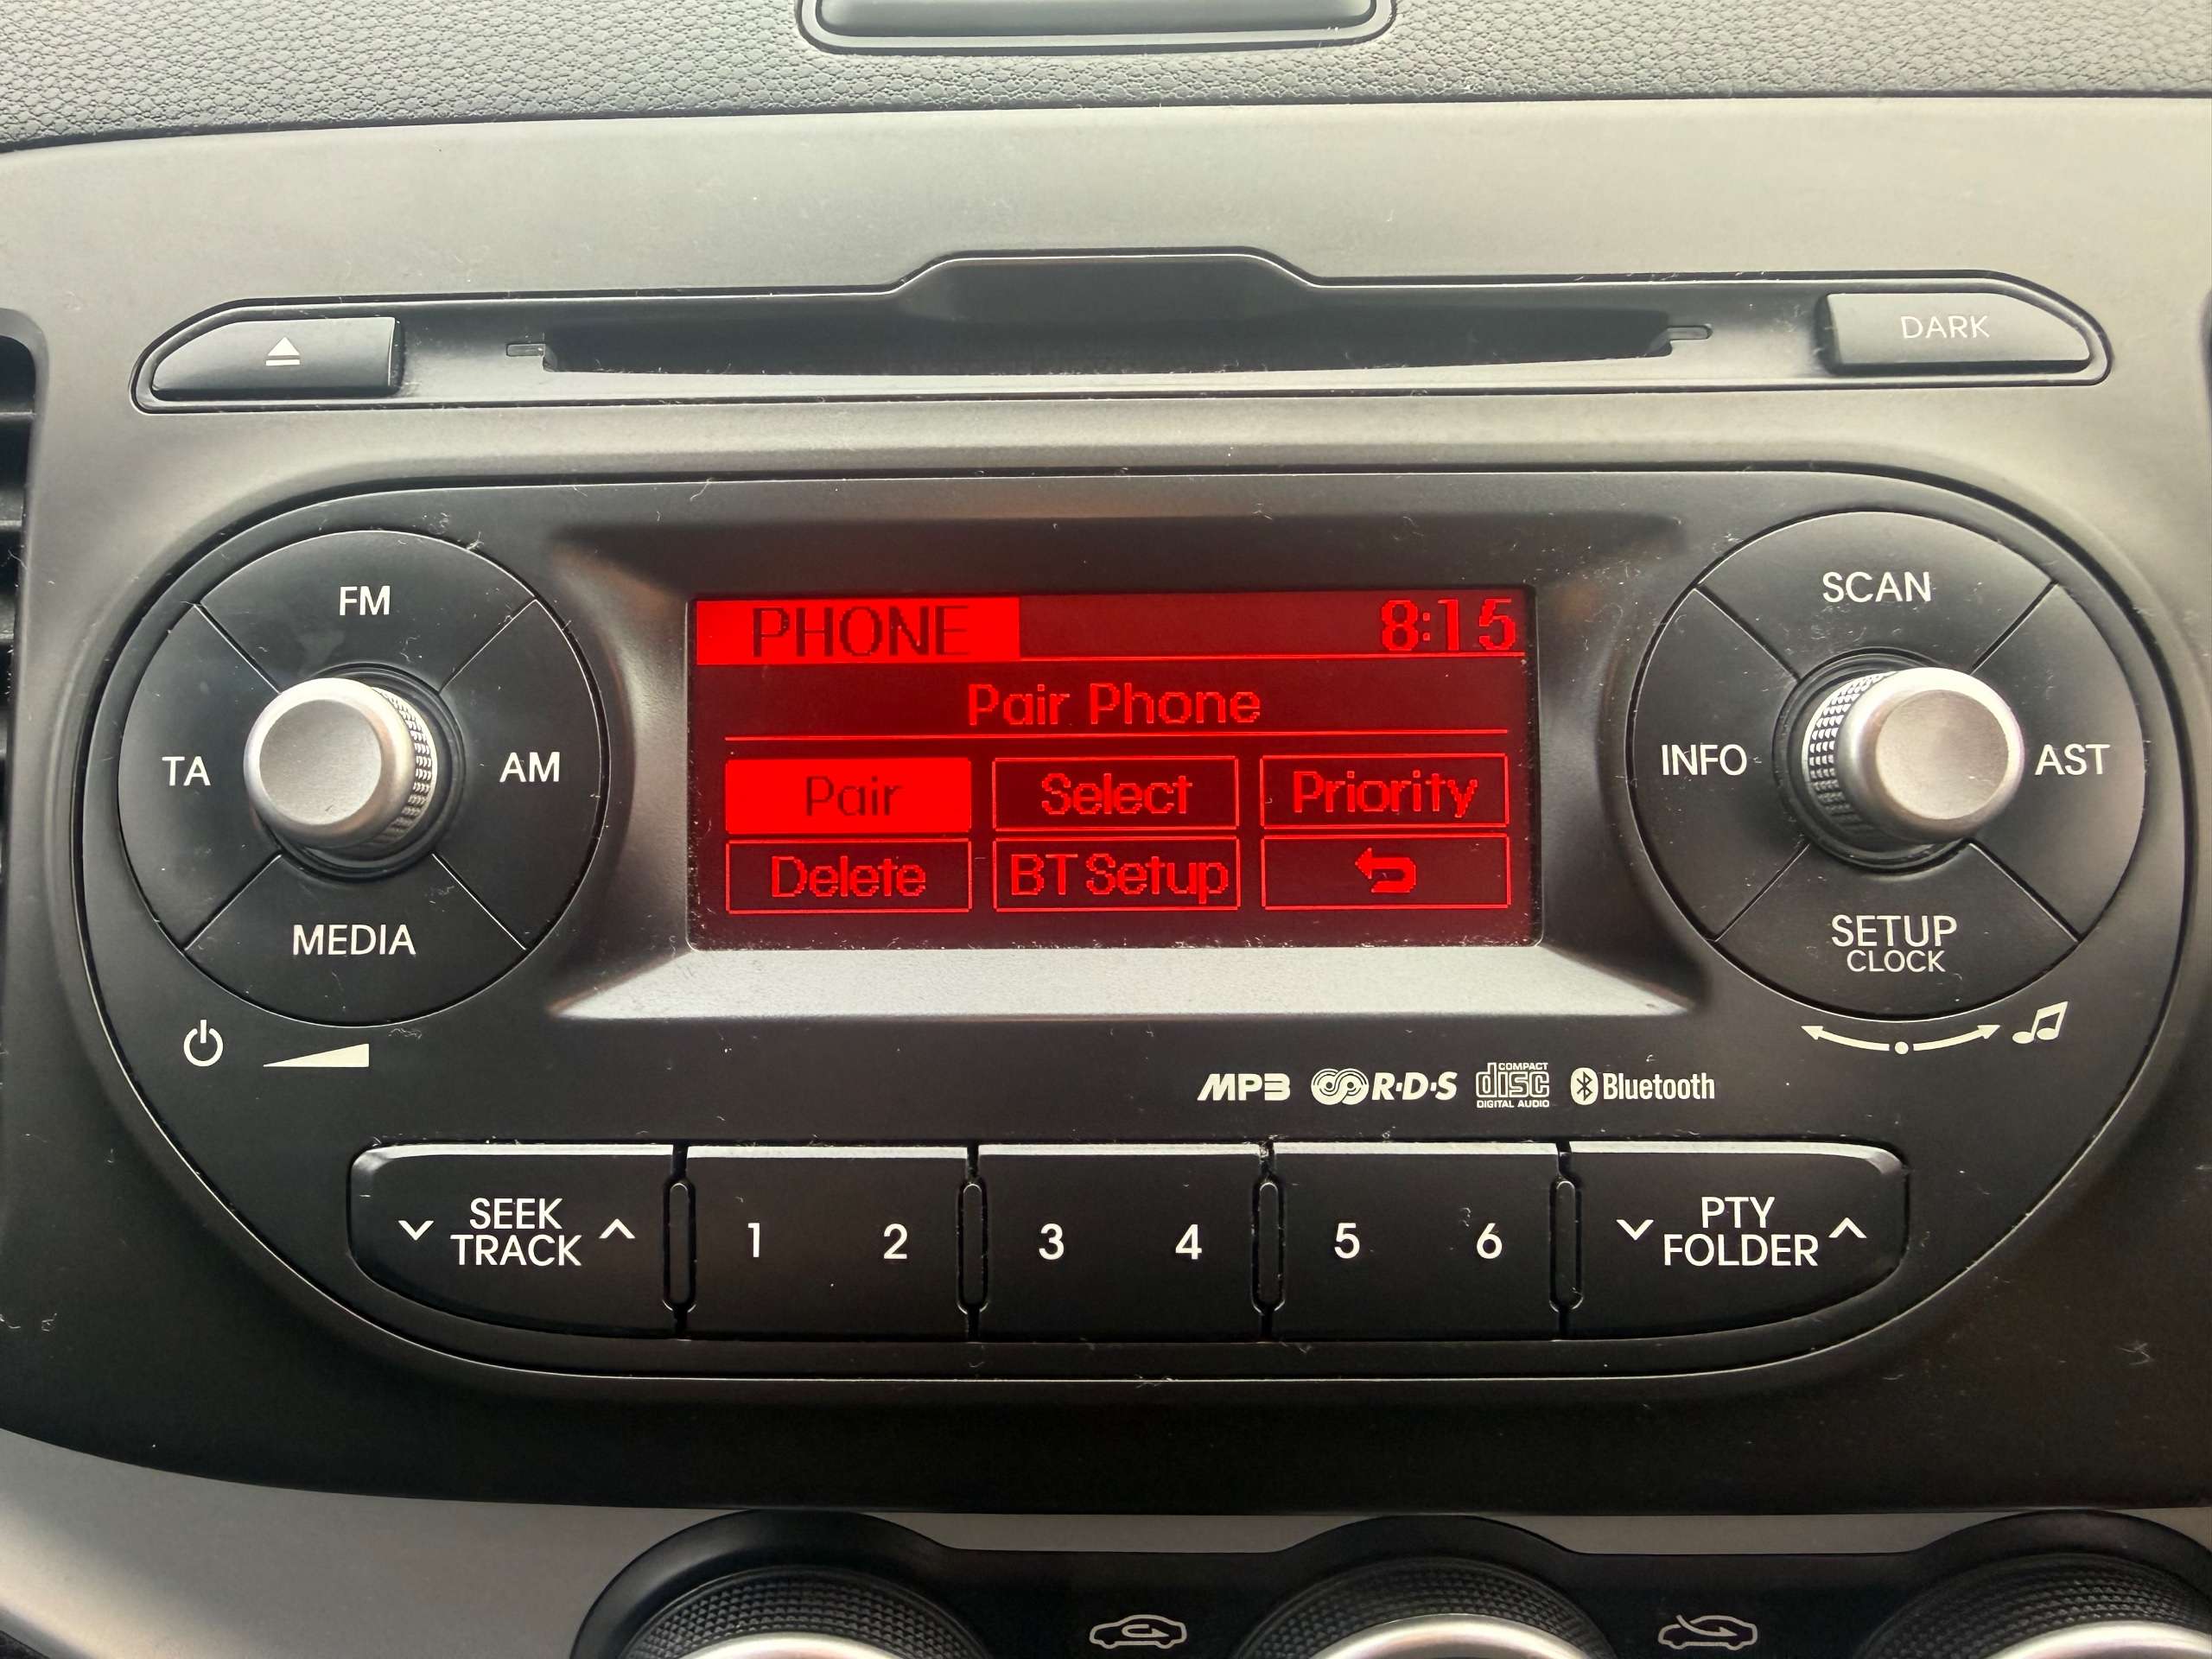 DARK
FM
TA
AM
MEDIA
PHONE 8:15
Pair Phone
Pair Select Priority
Delete BT Setup
SCAN
INFO
AST
SETUP
CLOCK
MP3 R·D·S COMPACT disc DIGITAL AUDIO Bluetooth
SEEK
TRACK
1 2 3 4 5 6
PTY
FOLDER